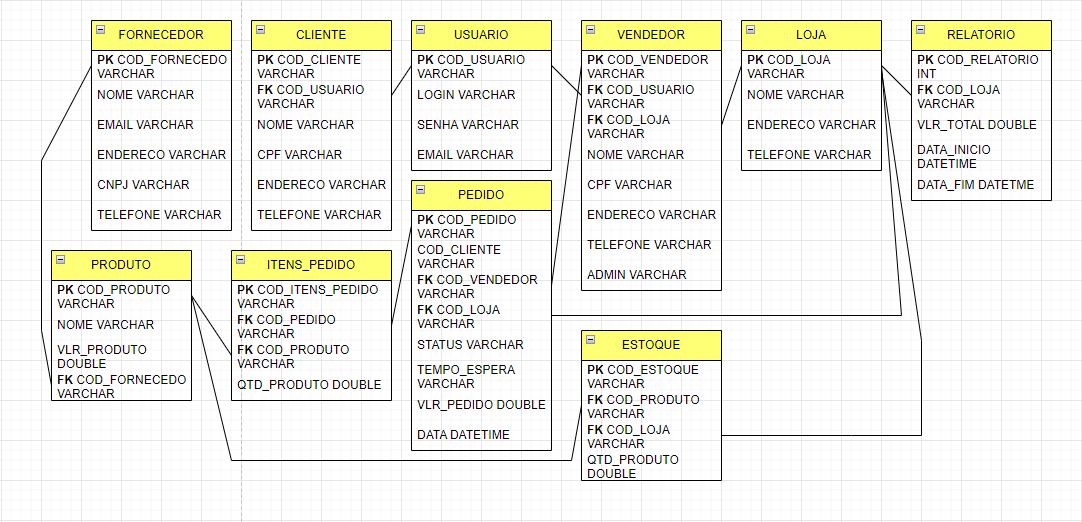 FORNECEDOR
PK COD_FORNECEDO
VARCHAR
NOME VARCHAR
EMAIL VARCHAR
ENDERECO VARCHAR
CNPJ VARCHAR
TELEFONE VARCHAR
CLIENTE
PK COD_CLIENTE
VARCHAR
FK COD_USUARIO
VARCHAR
NOME VARCHAR
CPF VARCHAR
ENDERECO VARCHAR
TELEFONE VARCHAR
USUARIO
PK COD_USUARIO
VARCHAR
LOGIN VARCHAR
SENHA VARCHAR
EMAIL VARCHAR
VENDEDOR
PK COD_VENDEDOR
VARCHAR
FK COD_USUARIO
VARCHAR
FK COD_LOJA
VARCHAR
NOME VARCHAR
CPF VARCHAR
ENDERECO VARCHAR
TELEFONE VARCHAR
ADMIN VARCHAR
LOJA
PK COD_LOJA
VARCHAR
NOME VARCHAR
ENDERECO VARCHAR
TELEFONE VARCHAR
RELATORIO
PK COD_RELATORIO
INT
FK COD_LOJA
VARCHAR
VLR_TOTAL DOUBLE
DATA_INICIO
DATETIME
DATA_FIM DATETME
PRODUTO
PK COD_PRODUTO
VARCHAR
NOME VARCHAR
VLR_PRODUTO
DOUBLE
FK COD_FORNECEDO
VARCHAR
ITENS_PEDIDO
PK COD_ITENS_PEDIDO
VARCHAR
FK COD_PEDIDO
VARCHAR
FK COD_PRODUTO
VARCHAR
QTD_PRODUTO DOUBLE
PEDIDO
PK COD_PEDIDO
VARCHAR
COD_CLIENTE
VARCHAR
FK COD_VENDEDOR
VARCHAR
FK COD_LOJA
VARCHAR
STATUS VARCHAR
TEMPO_ESPERA
VARCHAR
VLR_PEDIDO DOUBLE
DATA DATETIME
ESTOQUE
PK COD_ESTOQUE
VARCHAR
FK COD_PRODUTO
VARCHAR
FK COD_LOJA
VARCHAR
QTD_PRODUTO
DOUBLE